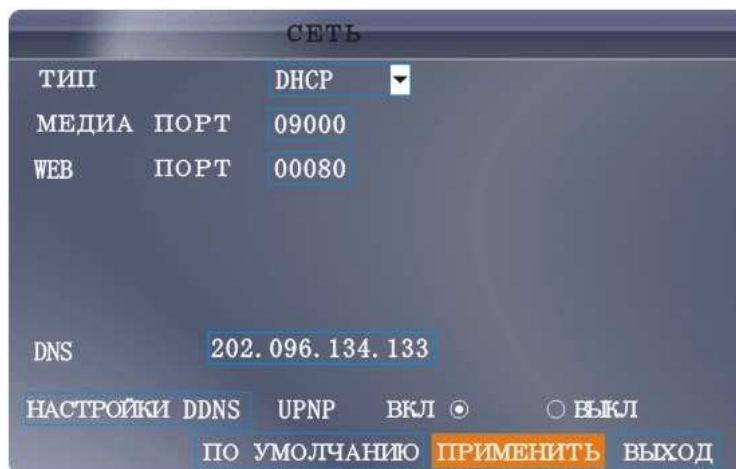 СЕТЬ
ТИП DHCP
МЕДИА ПОРТ 09000
WEB ПОРТ 00080
DNS 202.096.134.133
НАСТРОЙКИ DDNS UPNP ВКЛ ВЫКЛ
ПО УМОЛЧАНИЮ ПРИМЕНИТЬ ВЫХОД